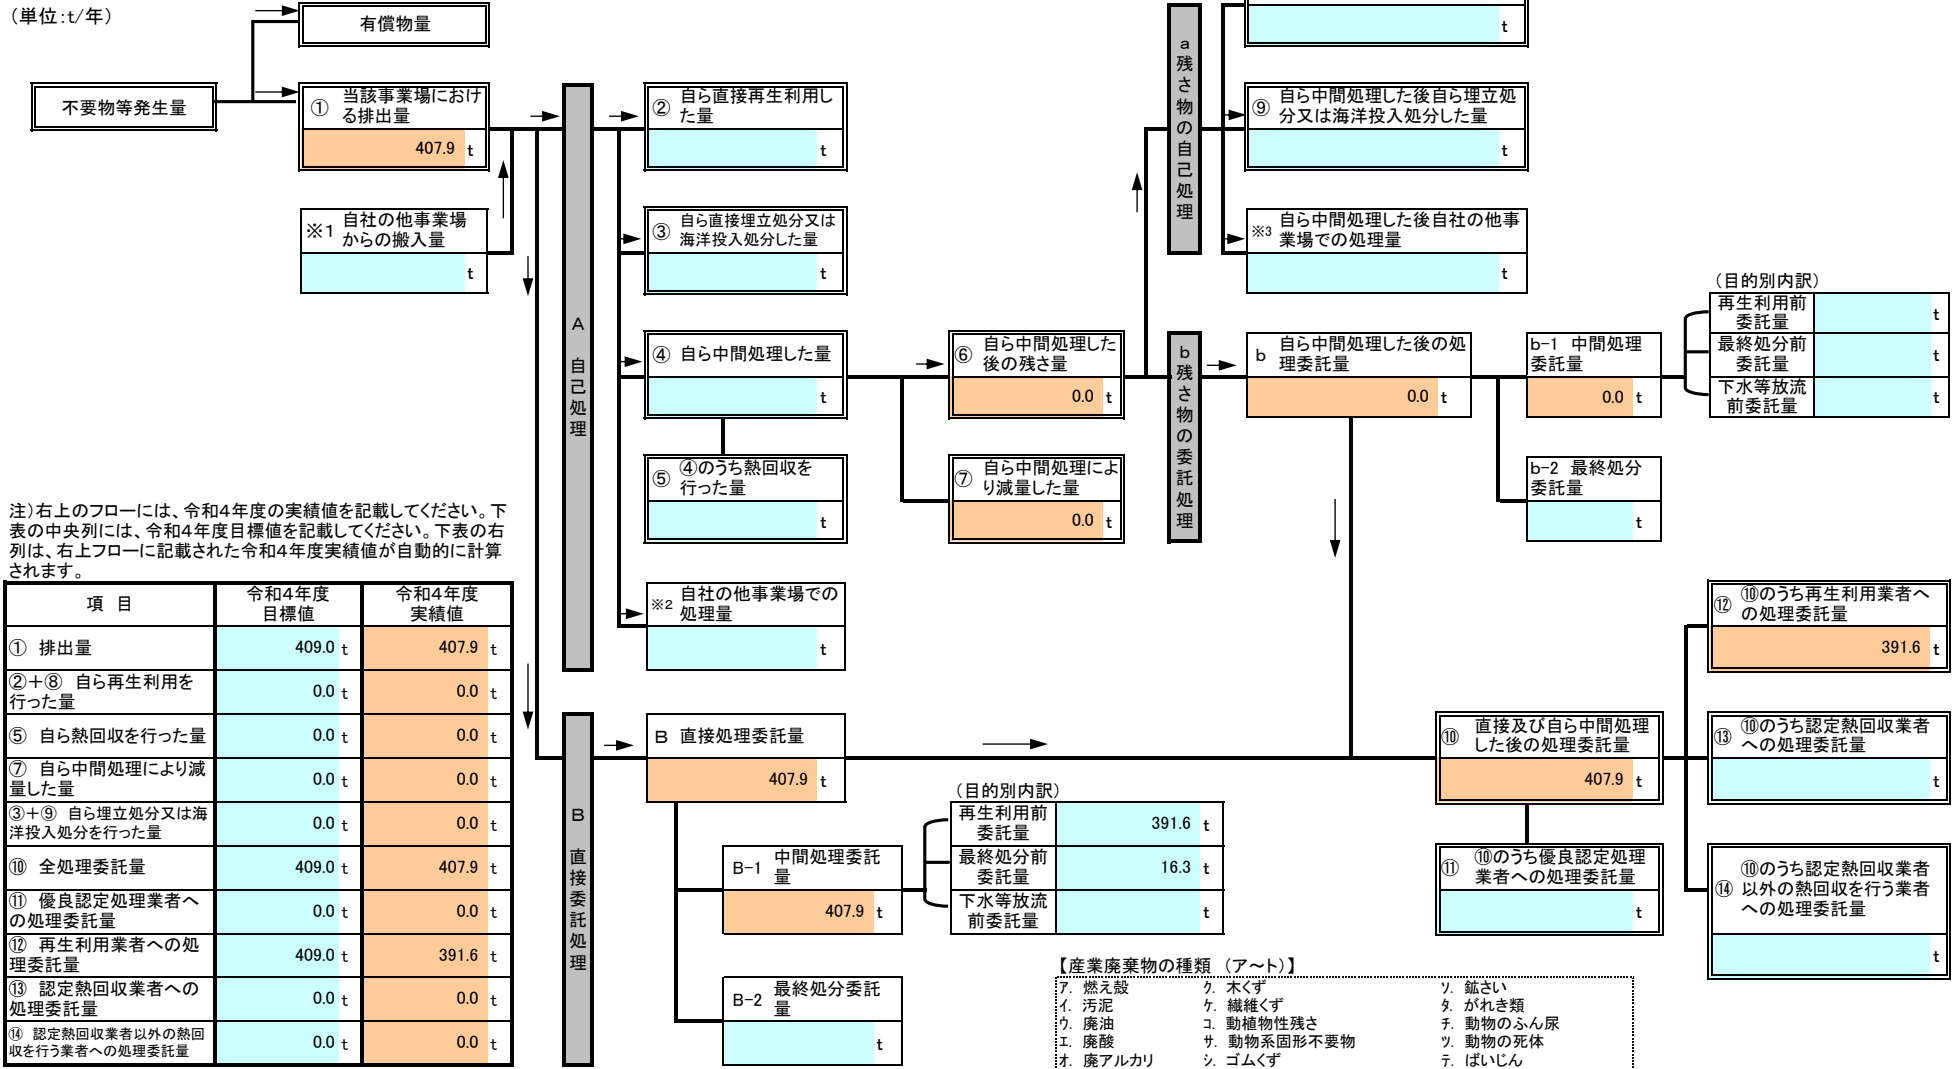 (単位:t/年)
有償物量
不要物等発生量
① 当該事業場におけ
る排出量
407.9 t
※1 自社の他事業場
からの搬入量
t
A 自己処理
② 自ら直接再生利用し
た量
t
③ 自ら直接埋立処分又は
海洋投入処分した量
t
④ 自ら中間処理した量
t
⑤ ④のうち熱回収を
行った量
t
※2 自社の他事業場での
処理量
t
⑥ 自ら中間処理した
後の残さ量
0.0 t
⑦ 自ら中間処理によ
り減量した量
0.0 t
a残さ物の自己処理
t
⑨ 自ら中間処理した後自ら埋立処
分又は海洋投入処分した量
t
※3 自ら中間処理した後自社の他事
業場での処理量
t
b残さ物の委託処理
b 自ら中間処理した後の処
理委託量
0.0 t
b-1 中間処理
委託量
0.0 t
b-2 最終処分
委託量
t
(目的別内訳)
再生利用前
委託量
t
最終処分前
委託量
t
下水等放流
前委託量
t
注)右上のフローには、令和4年度の実績値を記載してください。下
表の中央列には、令和4年度目標値を記載してください。下表の右
列は、右上フローに記載された令和4年度実績値が自動的に計算
されます。
項 目 令和4年度
目標値 令和4年度
実績値
① 排出量 409.0 t 407.9 t
②+⑧ 自ら再生利用を
行った量 0.0 t 0.0 t
⑤ 自ら熱回収を行った量 0.0 t 0.0 t
⑦ 自ら中間処理により減
量した量 0.0 t 0.0 t
③+⑨ 自ら埋立処分又は海
洋投入処分を行った量 0.0 t 0.0 t
⑩ 全処理委託量 409.0 t 407.9 t
⑪ 優良認定処理業者へ
の処理委託量 0.0 t 0.0 t
⑫ 再生利用業者への処
理委託量 409.0 t 391.6 t
⑬ 認定熱回収業者への
処理委託量 0.0 t 0.0 t
⑭ 認定熱回収業者以外の熱回
収を行う業者への処理委託量 0.0 t 0.0 t
B 直接委託処理
B 直接処理委託量
407.9 t
B-1 中間処理委託
量
407.9 t
B-2 最終処分委託
量
t
(目的別内訳)
再生利用前
委託量
391.6 t
最終処分前
委託量
16.3 t
下水等放流
前委託量
t
⑩ 直接及び自ら中間処理
した後の処理委託量
407.9 t
⑪ ⑩のうち優良認定処理
業者への処理委託量
t
⑫ ⑩のうち再生利用業者へ
の処理委託量
391.6 t
⑬ ⑩のうち認定熱回収業者
への処理委託量
t
⑭ ⑩のうち認定熱回収業者
以外の熱回収を行う業者
への処理委託量
t
【産業廃棄物の種類 (ア~ト)】
ア. 燃え殻 ク. 木くず ソ. 鉱さい
イ. 汚泥 ケ. 繊維くず タ. がれき類
ウ. 廃油 コ. 動植物性残さ チ. 動物のふん尿
エ. 廃酸 サ. 動物系固形不要物 ツ. 動物の死体
オ. 廃アルカリ シ. ゴムくず テ. ばいじん